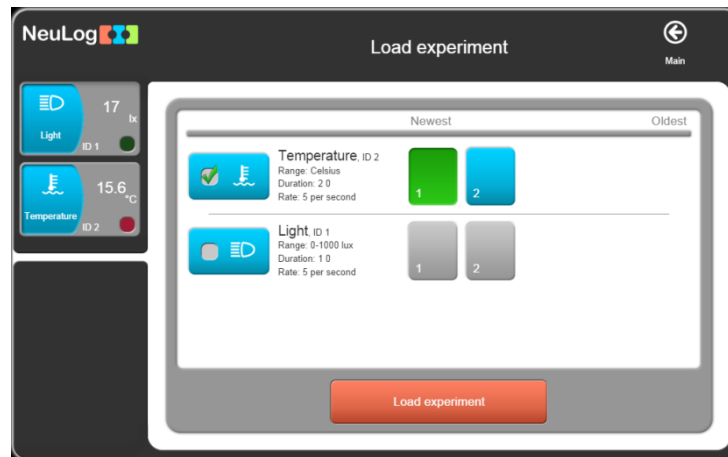 NeuLog
Load experiment
Main
17
lx
Light
ID 1
15.6
°C
Temperature
ID 2
Newest
Oldest
Temperature, ID 2
Range: Celsius
Duration: 2 0
Rate: 5 per second
1
2
Light, ID 1
Range: 0-1000 lux
Duration: 1 0
Rate: 5 per second
1
2
Load experiment